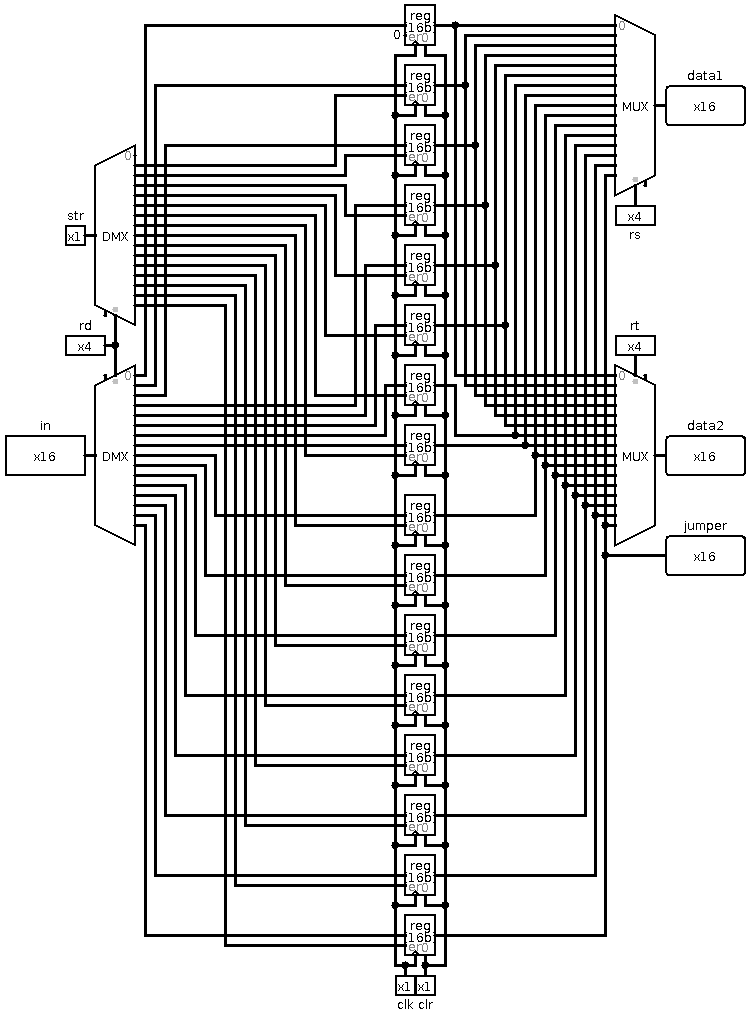 reg
16b
0
er0
0
data1
reg
16b
er0
MUX
x16
reg
16b
er0
0
reg
16b
er0
str
x1
DMX
x4
rs
reg
16b
er0
rd
x4
reg
16b
er0
rt
x4
0
reg
16b
er0
0
in
x16
DMX
reg
16b
er0
MUX
data2
x16
reg
16b
er0
jumper
x16
reg
16b
er0
reg
16b
er0
reg
16b
er0
reg
16b
er0
reg
16b
er0
reg
16b
er0
reg
16b
er0
x1
x1
clk
clr